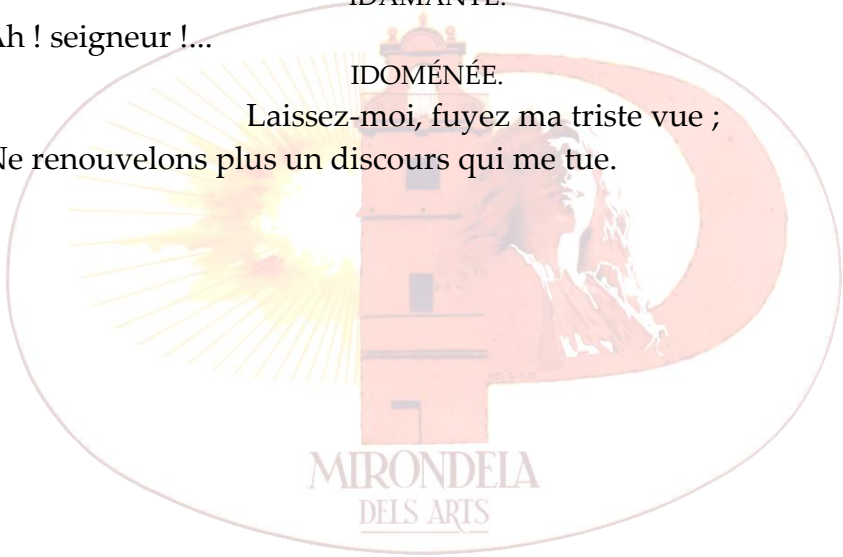 IDAMANTE.
Ah ! seigneur !...
IDOMÉNÉE.
Laissez-moi, fuyez ma triste vue ;
Ne renouvelons plus un discours qui me tue.
MIRONDELA
DELS ARTS